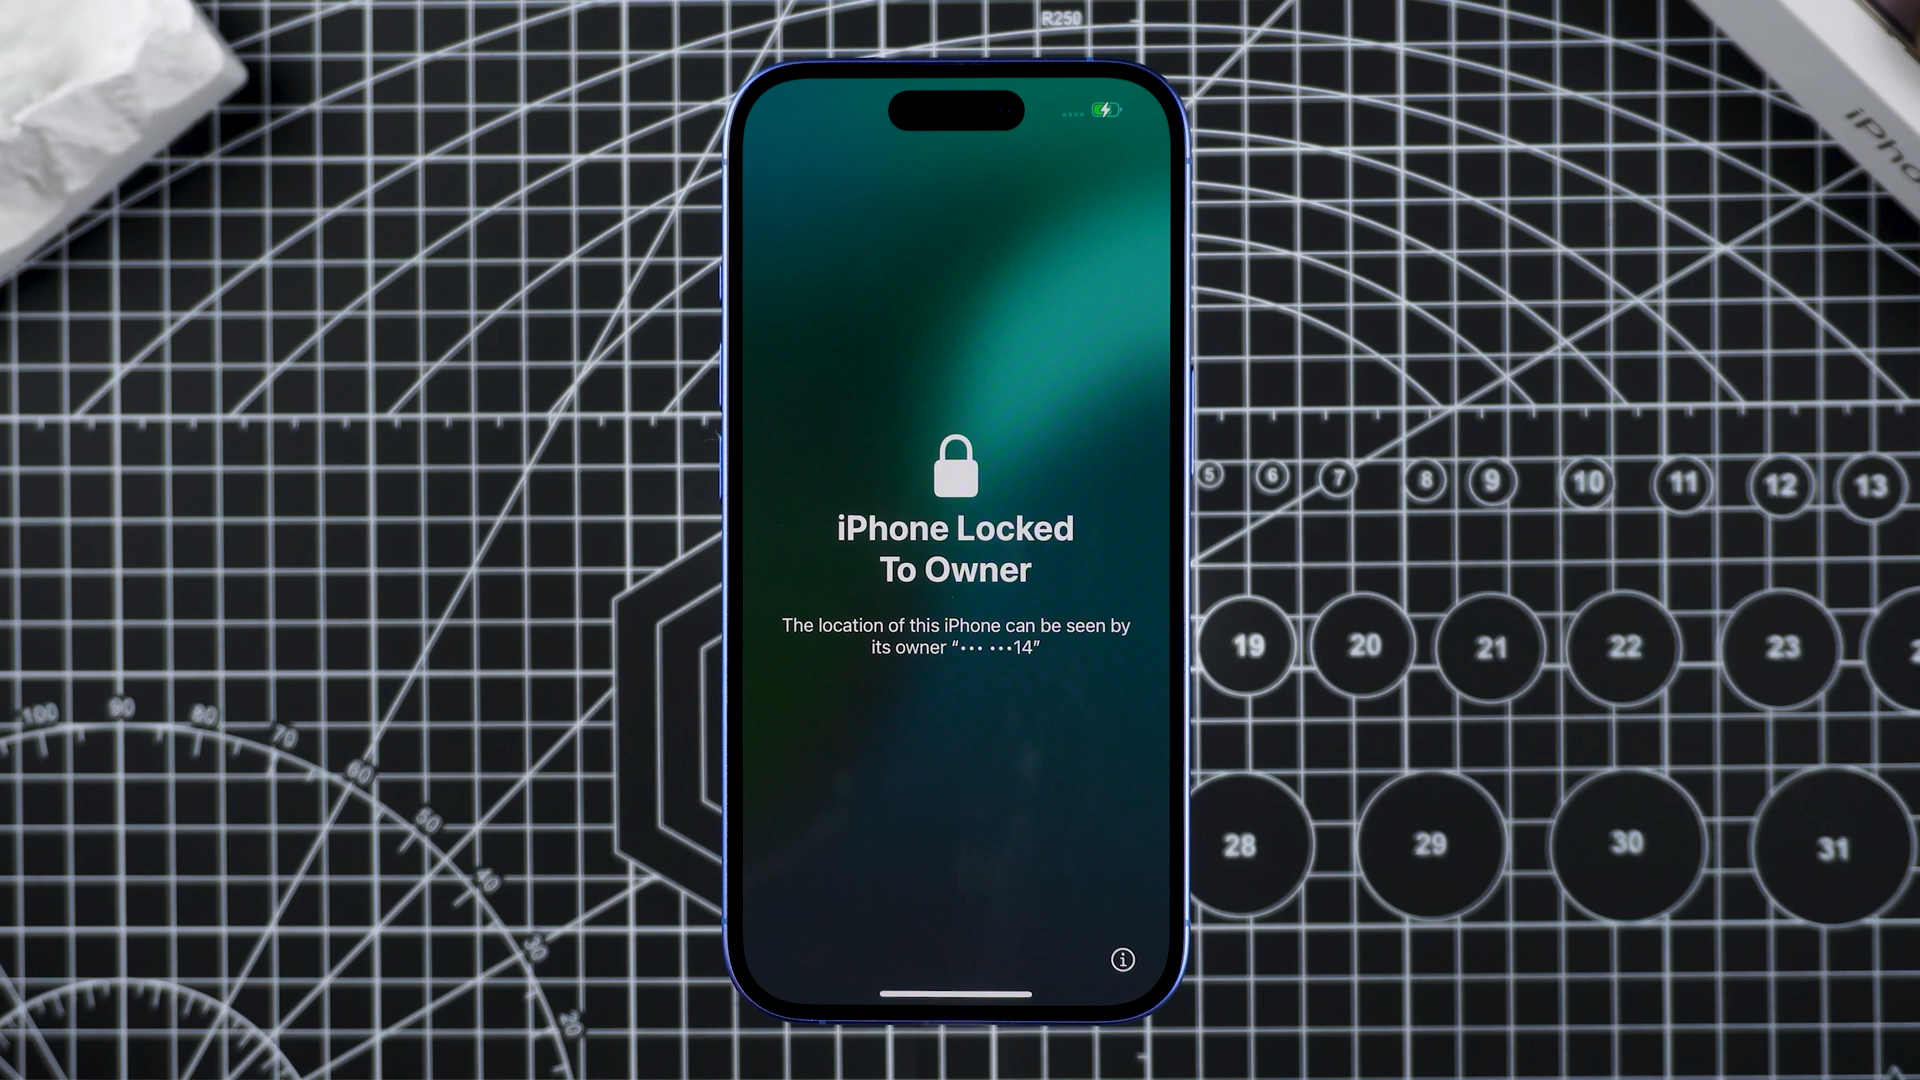 R250
iPho
iPhone Locked
To Owner
The location of this iPhone can be seen by
its owner “••• •••14”
5 6 7 8 9 10 11 12 13
19 20 21 22 23
100 90 80 70 60 50 40 30 20
28 29 30 31